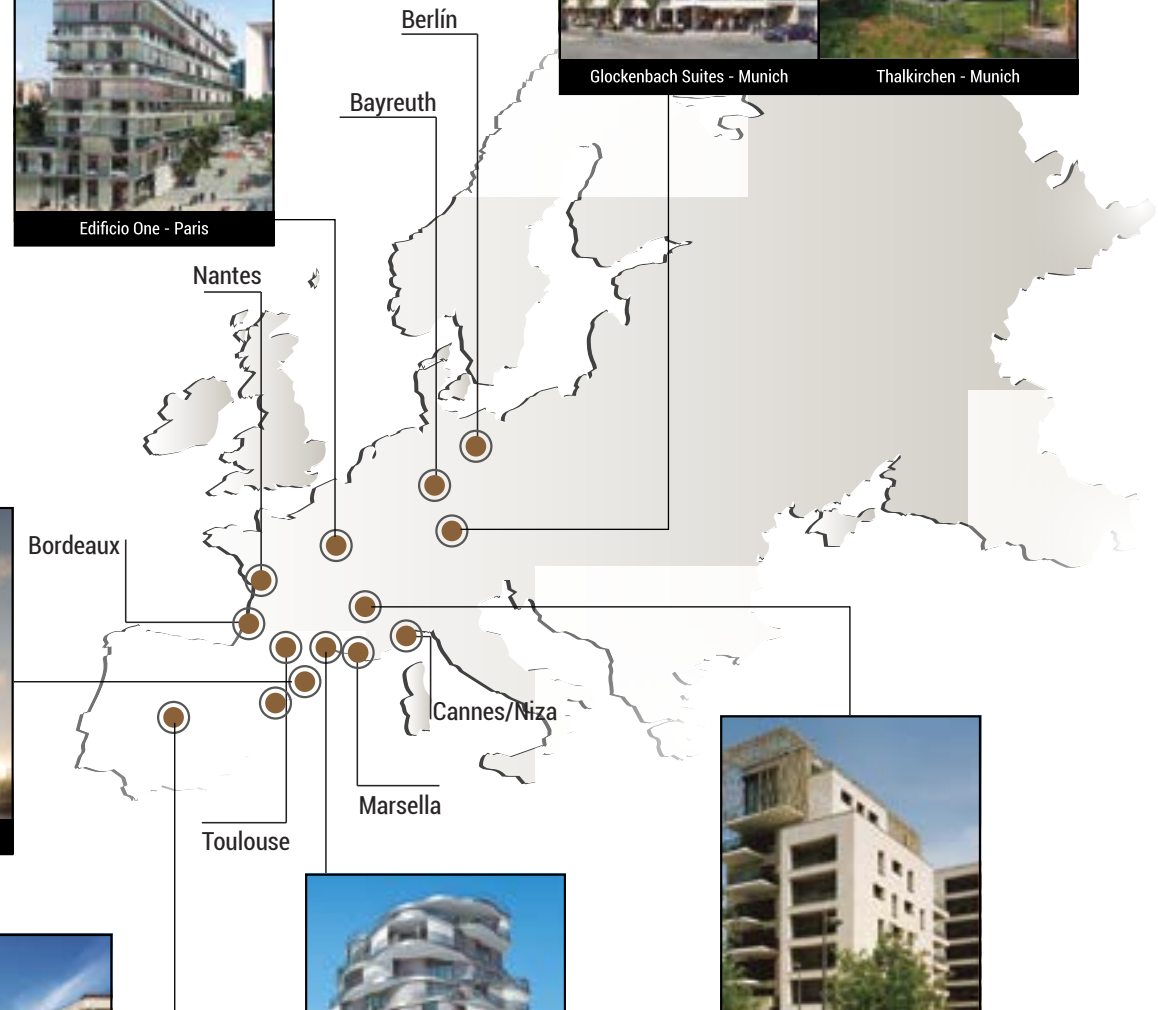 Berlín
Glockenbach Suites - Munich
Thalkirchen - Munich
Bayreuth
Edificio One - Paris
Nantes
Bordeaux
Cannes/Niza
Marsella
Toulouse